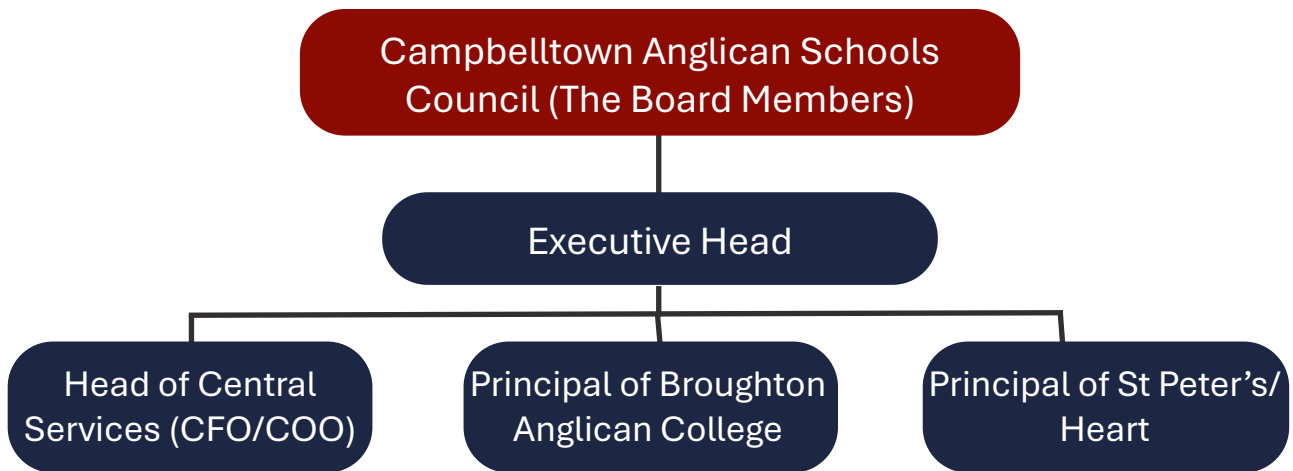 Campbelltown Anglican Schools
Council (The Board Members)
Executive Head
Head of Central
Services (CFO/COO)
Principal of Broughton
Anglican College
Principal of St Peter’s/
Heart